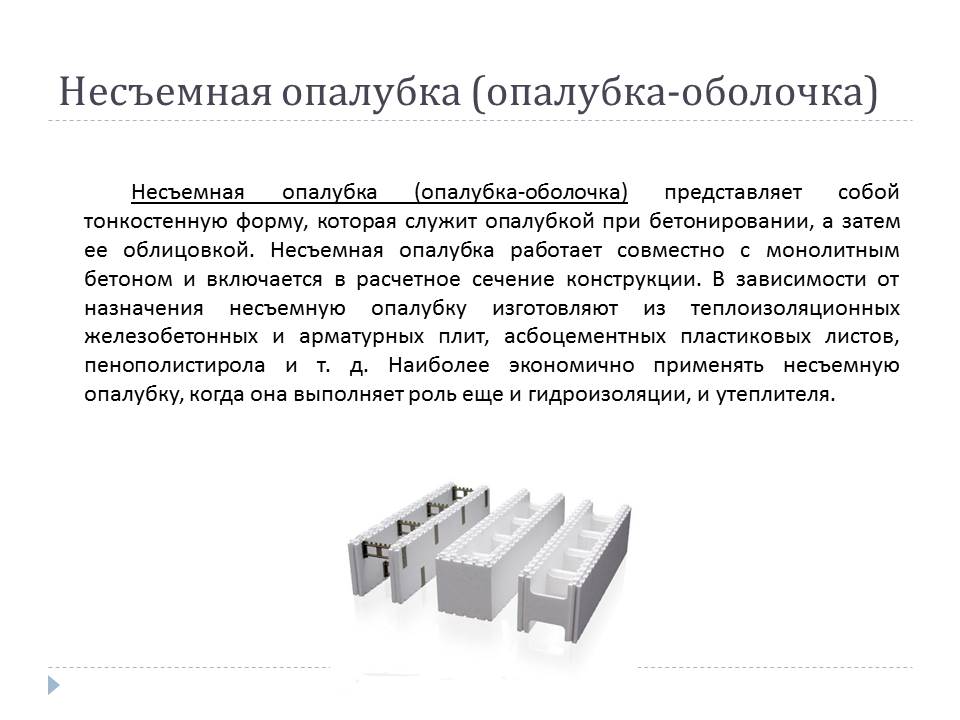 Несъемная опалубка (опалубка-оболочка)
Несъемная опалубка (опалубка-оболочка) представляет собой
тонкостенную форму, которая служит опалубкой при бетонировании, а затем
ее облицовкой. Несъемная опалубка работает совместно с монолитным
бетоном и включается в расчетное сечение конструкции. В зависимости от
назначения несъемную опалубку изготовляют из теплоизоляционных
железобетонных и арматурных плит, асбоцементных пластиковых листов,
пенополистирола и т. д. Наиболее экономично применять несъемную
опалубку, когда она выполняет роль еще и гидроизоляции, и утеплителя.